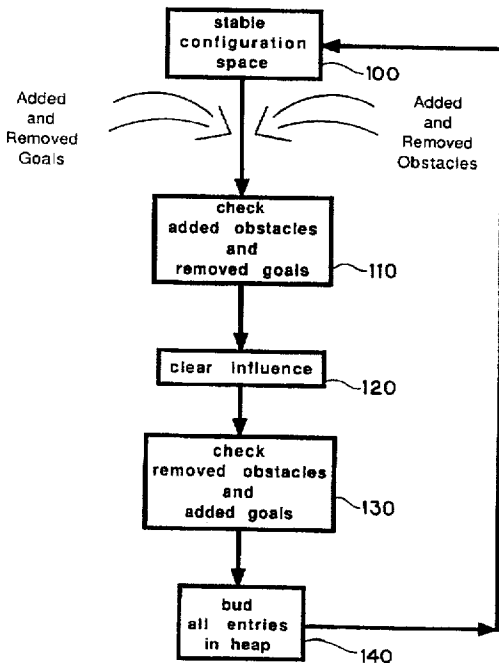 stable
configuration
space
100
Added
and
Removed
Goals
Added
and
Removed
Obstacles
check
added obstacles
and
removed goals
110
clear influence
120
check
removed obstacles
and
added goals
130
bud
all entries
in heap
140